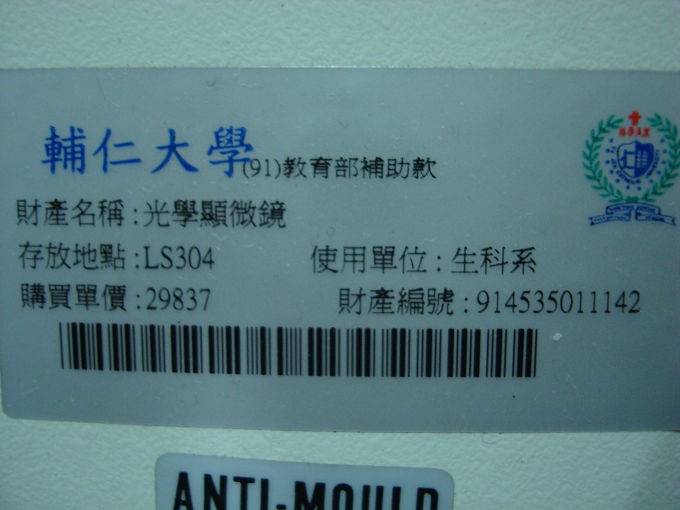 輔仁大學(91)教育部補助款
財產名稱:光學顯微鏡
存放地點:LS304 使用單位:生科系
購買單價:29837 財產編號:914535011142
ANTI-MOULD